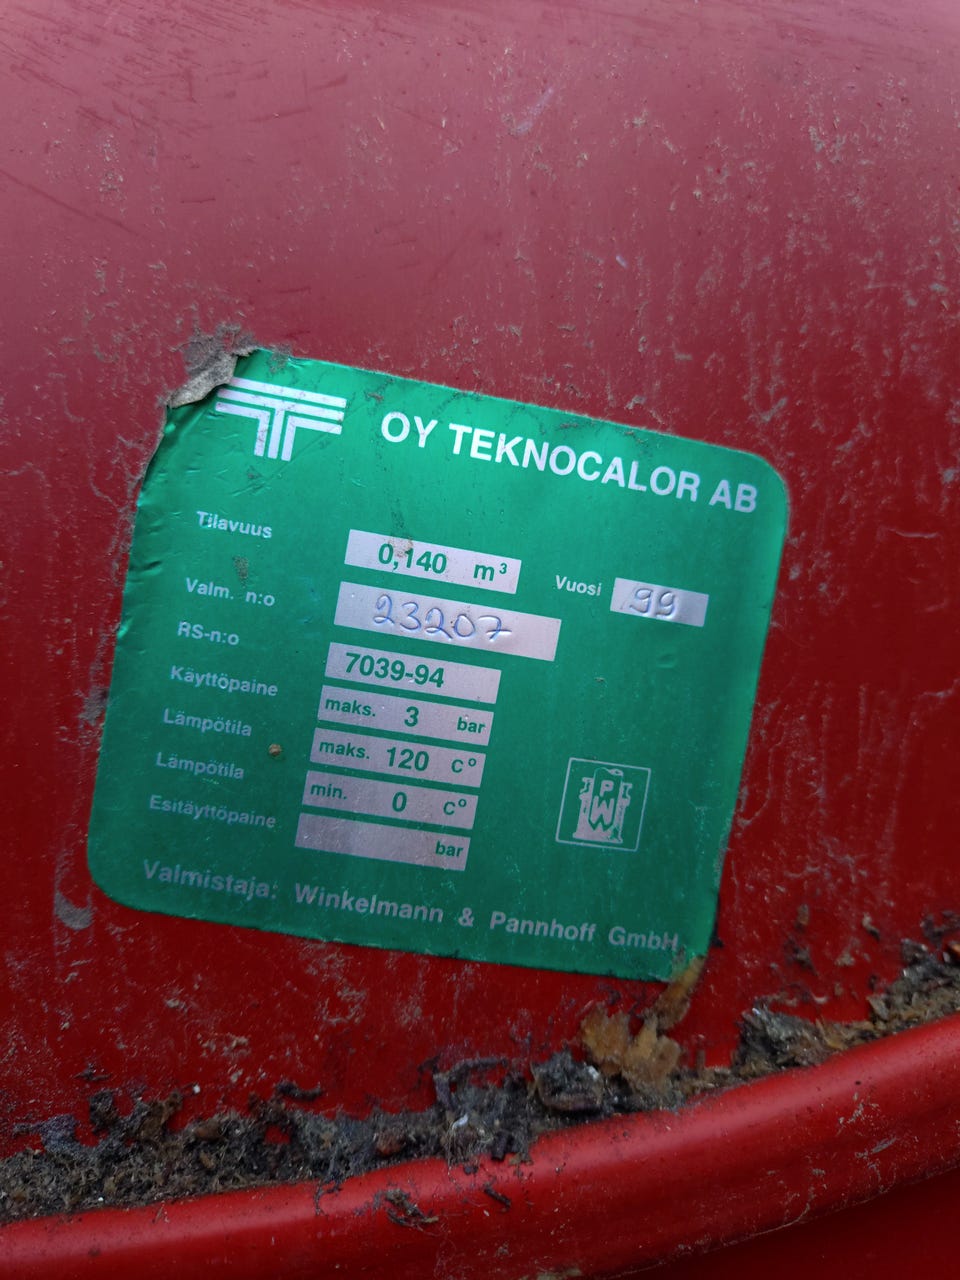 OY TEKNOCALOR AB
Tilavuus 0,140 m³ Vuosi 99
Valm. n:o 23207
RS-n:o 7039-94
Käyttöpaine maks. 3 bar
Lämpötila maks. 120 C°
Lämpötila min. 0 C°
Esitäyttöpaine bar
PW
Valmistaja: Winkelmann & Pannhoff GmbH